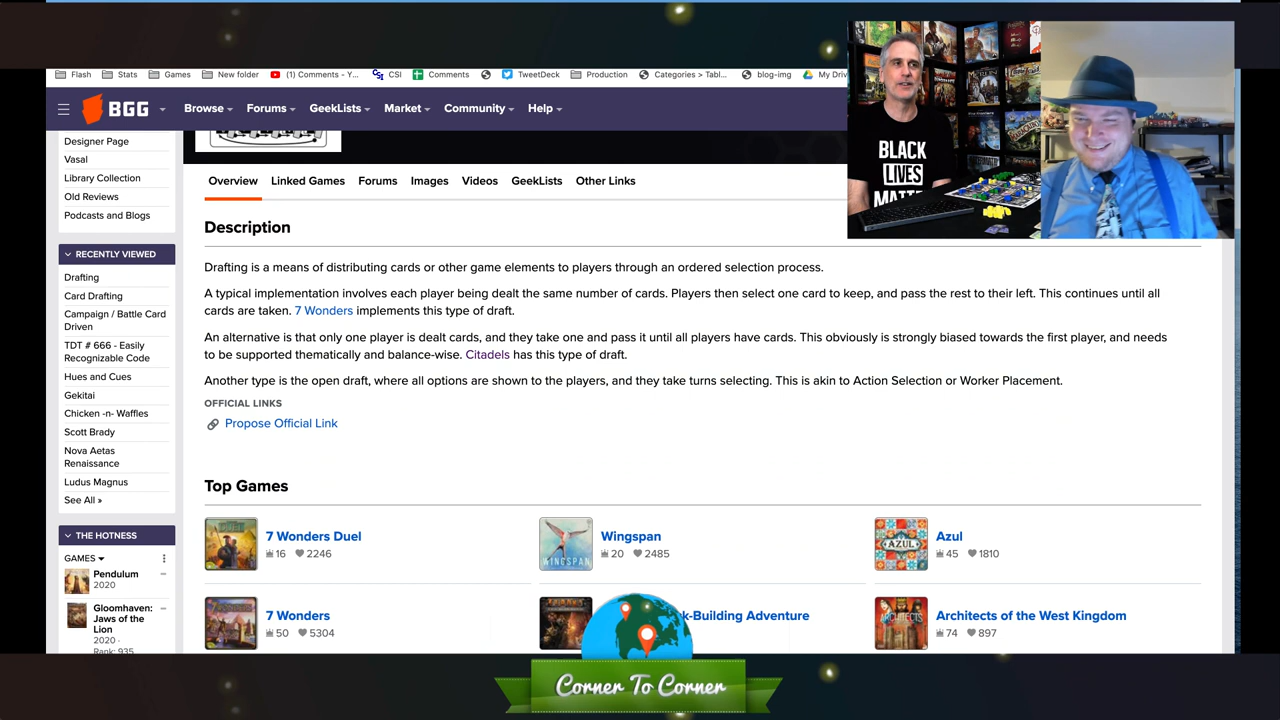 Flash Stats Games New folder (1) Comments - Y... CSI Comments TweetDeck Production Categories > Tabl... blog-img My Driv
BGG Browse Forums GeekLists Market Community Help
Designer Page
Vasal
Library Collection
Old Reviews
Podcasts and Blogs
RECENTLY VIEWED
Drafting
Card Drafting
Campaign / Battle Card
Driven
TDT # 666 - Easily
Recognizable Code
Hues and Cues
Gekitai
Chicken -n- Waffles
Scott Brady
Nova Aetas
Renaissance
Ludus Magnus
See All »
THE HOTNESS
GAMES
Pendulum
2020
Gloomhaven:
Jaws of the
Lion
2020 ·
Rank: 935
Overview Linked Games Forums Images Videos GeekLists Other Links
Description
Drafting is a means of distributing cards or other game elements to players through an ordered selection process.
A typical implementation involves each player being dealt the same number of cards. Players then select one card to keep, and pass the rest to their left. This continues until all
cards are taken. 7 Wonders implements this type of draft.
An alternative is that only one player is dealt cards, and they take one and pass it until all players have cards. This obviously is strongly biased towards the first player, and needs
to be supported thematically and balance-wise. Citadels has this type of draft.
Another type is the open draft, where all options are shown to the players, and they take turns selecting. This is akin to Action Selection or Worker Placement.
OFFICIAL LINKS
Propose Official Link
Top Games
7 Wonders Duel
16 2246
Wingspan
20 2485
WINGSPAN
Azul
45 1810
AZUL
7 Wonders
50 5304
k-Building Adventure
Architects of the West Kingdom
74 897
ARCHITECTS
BLACK
LIVES
MATTE
Corner To Corner